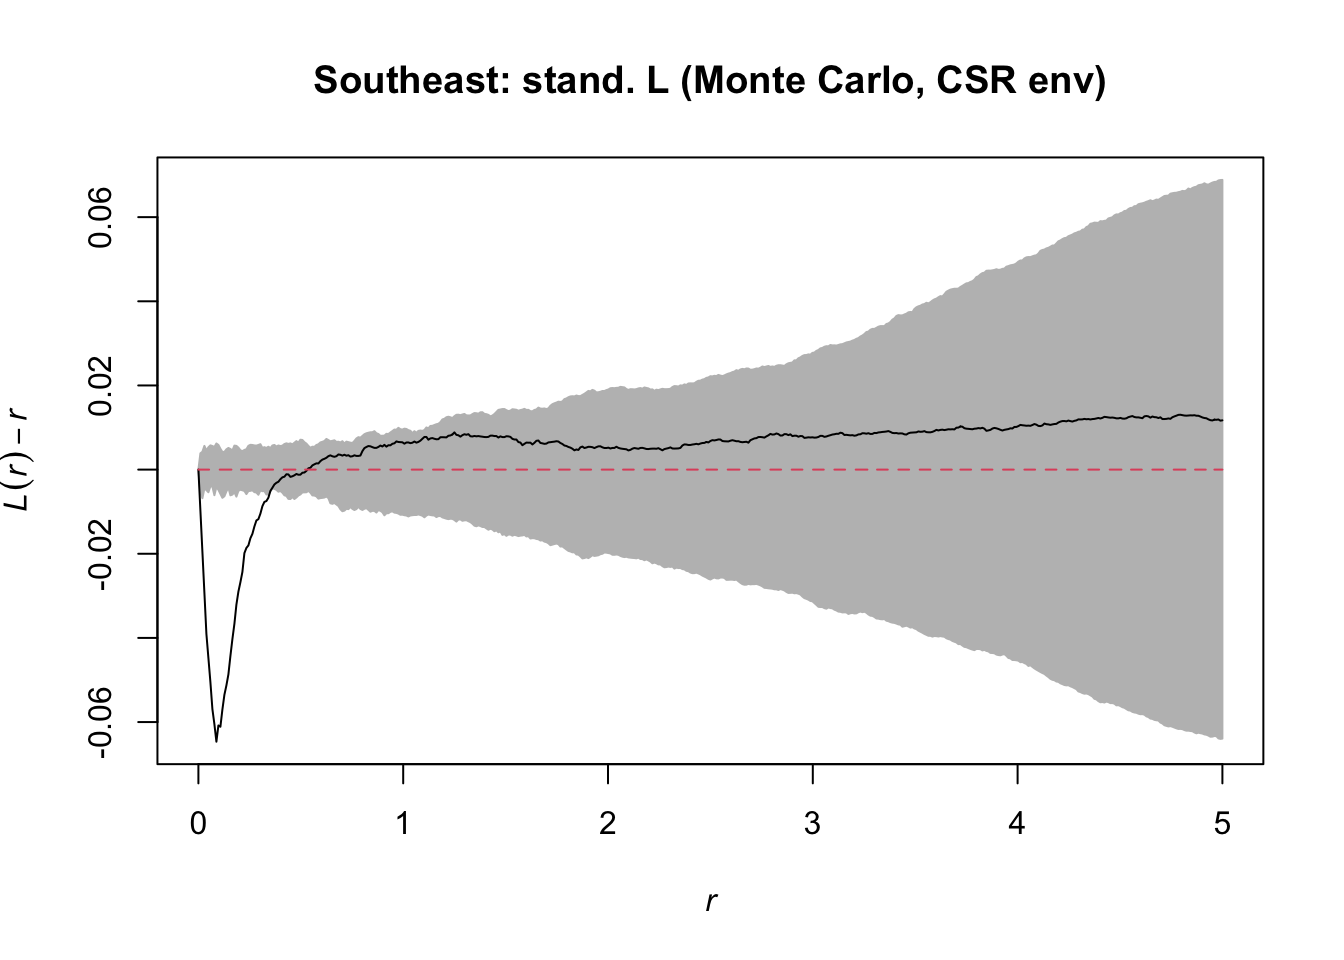 Southeast: stand. L (Monte Carlo, CSR env)
L(r) − r
0.06
0.02
-0.02
-0.06
0 1 2 3 4 5
r